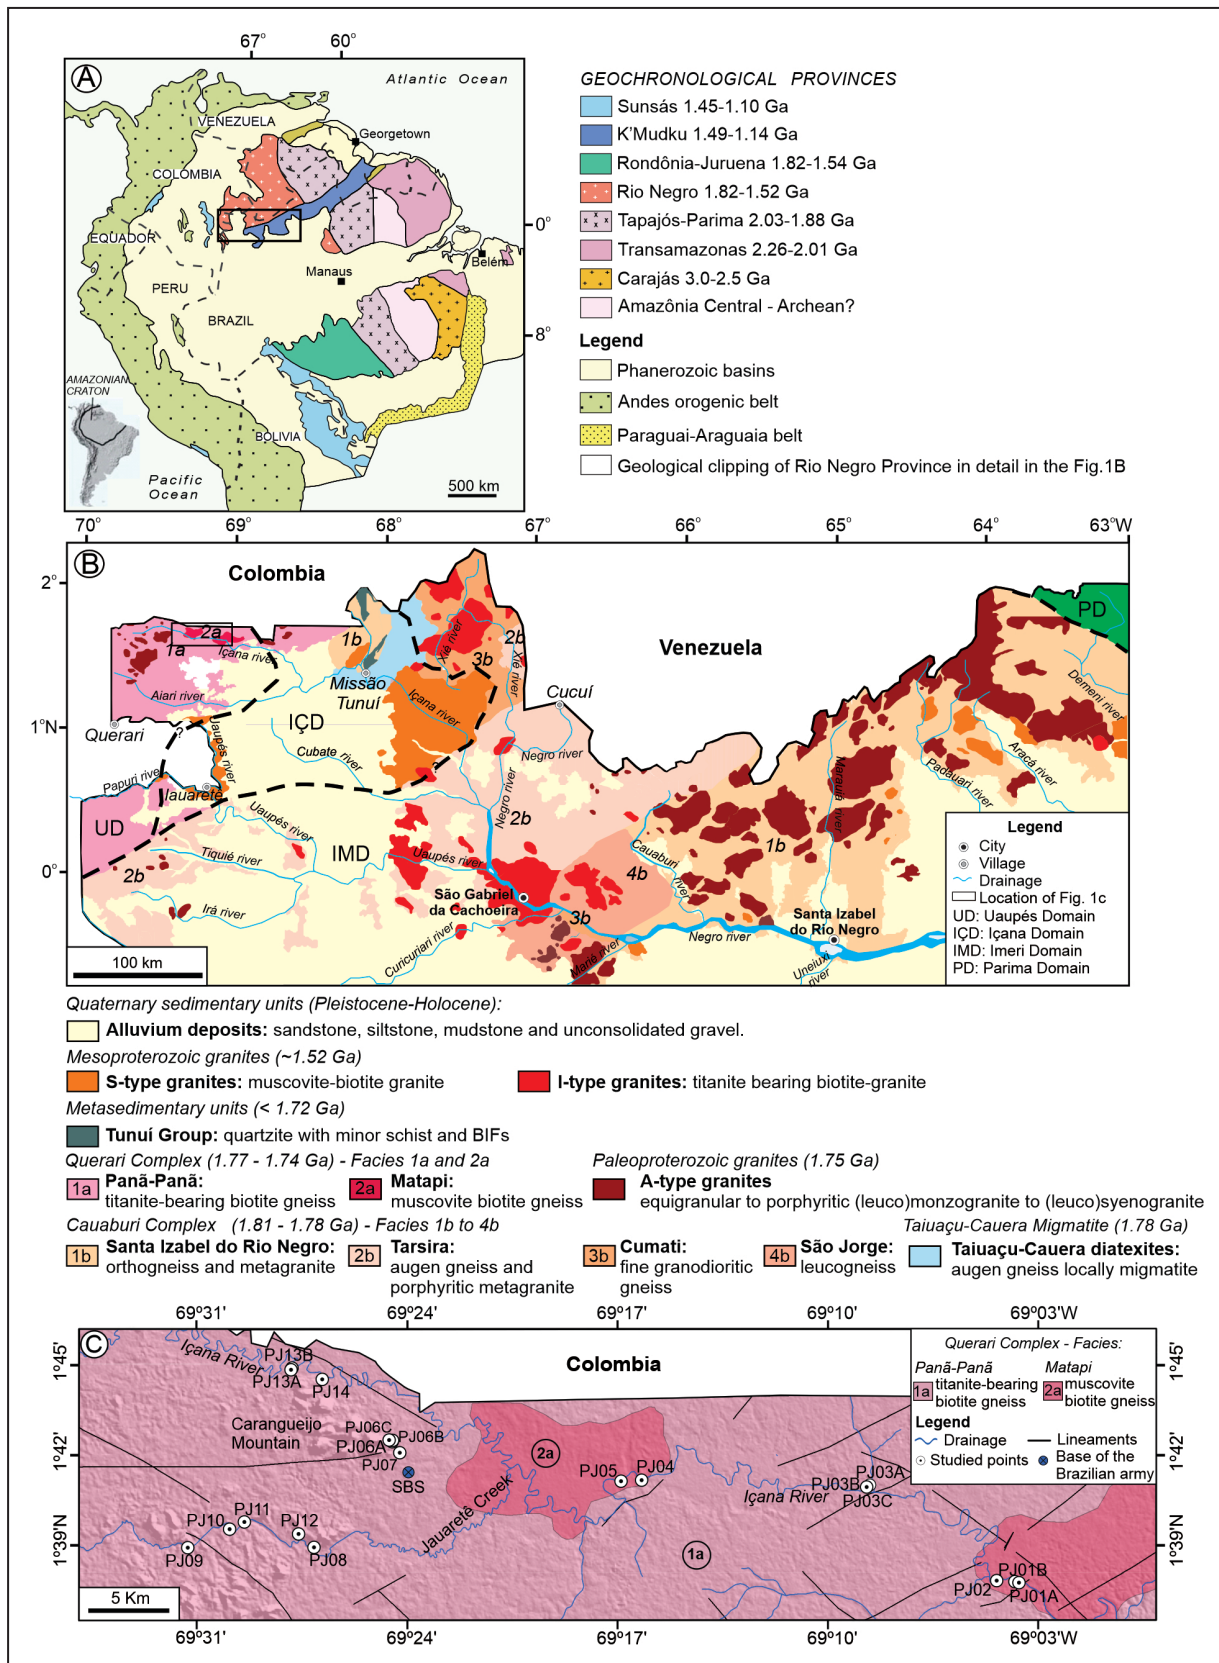 67° 60°
A
Atlantic Ocean
VENEZUELA
Georgetown
COLOMBIA
0°
EQUADOR
Belém
Manaus
PERU
BRAZIL
8°
AMAZONIAN
CRATON
BOLIVIA
Pacific
Ocean
500 km
GEOCHRONOLOGICAL PROVINCES
Sunsás 1.45-1.10 Ga
K'Mudku 1.49-1.14 Ga
Rondônia-Juruena 1.82-1.54 Ga
Rio Negro 1.82-1.52 Ga
Tapajós-Parima 2.03-1.88 Ga
Transamazonas 2.26-2.01 Ga
Carajás 3.0-2.5 Ga
Amazônia Central - Archean?
Legend
Phanerozoic basins
Andes orogenic belt
Paraguai-Araguaia belt
Geological clipping of Rio Negro Province in detail in the Fig.1B
70° 69° 68° 67° 66° 65° 64° 63°W
B
Colombia
2°
PD
2a
1b
2b
1a
Içana river
Xié river
Xié river
3b
Venezuela
Missão
Tunuí
Aiari river
Içana river
Cucuí
Demeni river
1°N
Querari
?
Uaupés river
IÇD
Negro river
Cubate river
?
Marauiá river
Padauari river
Aracá river
Papuri river
Iauaretê
Negro river
UD
Uaupés river
2b
1b
Tiquié river
IMD
Uaupés river
Cauaburi river
0°
2b
4b
São Gabriel
da Cachoeira
Irá river
3b
Santa Izabel
do Rio Negro
Negro river
Curicuriari river
Marié river
Uneiuxi river
100 km
Legend
City
Village
Drainage
Location of Fig. 1c
UD: Uaupés Domain
IÇD: Içana Domain
IMD: Imeri Domain
PD: Parima Domain
Quaternary sedimentary units (Pleistocene-Holocene):
Alluvium deposits: sandstone, siltstone, mudstone and unconsolidated gravel.
Mesoproterozoic granites (~1.52 Ga)
S-type granites: muscovite-biotite granite
I-type granites: titanite bearing biotite-granite
Metasedimentary units (< 1.72 Ga)
Tunuí Group: quartzite with minor schist and BIFs
Querari Complex (1.77 - 1.74 Ga) - Facies 1a and 2a
Paleoproterozoic granites (1.75 Ga)
1a Panã-Panã:
titanite-bearing biotite gneiss
2a Matapi:
muscovite biotite gneiss
A-type granites
equigranular to porphyritic (leuco)monzogranite to (leuco)syenogranite
Cauaburi Complex (1.81 - 1.78 Ga) - Facies 1b to 4b
Taiuaçu-Cauera Migmatite (1.78 Ga)
1b Santa Izabel do Rio Negro:
orthogneiss and metagranite
2b Tarsira:
augen gneiss and
porphyritic metagranite
3b Cumati:
fine granodioritic
gneiss
4b São Jorge:
leucogneiss
Taiuaçu-Cauera diatexites:
augen gneiss locally migmatite
69°31' 69°24' 69°17' 69°10' 69°03'W
C
Içana River
PJ13B
PJ13A
PJ14
Colombia
1°45'
1°45'
Carangueijo
Mountain
PJ06C
PJ06B
PJ06A
PJ07
SBS
1°42'
1°42'
2a
PJ05
PJ04
PJ03A
PJ03B
PJ03C
Içana River
Jauaretê Creek
PJ11
PJ10
PJ12
PJ09
PJ08
1°39'N
1°39'N
1a
PJ01B
PJ02
PJ01A
5 Km
Querari Complex - Facies:
Panã-Panã
1a titanite-bearing
biotite gneiss
Matapi
2a muscovite
biotite gneiss
Legend
Drainage
Lineaments
Studied points
Base of the
Brazilian army
69°31' 69°24' 69°17' 69°10' 69°03'W